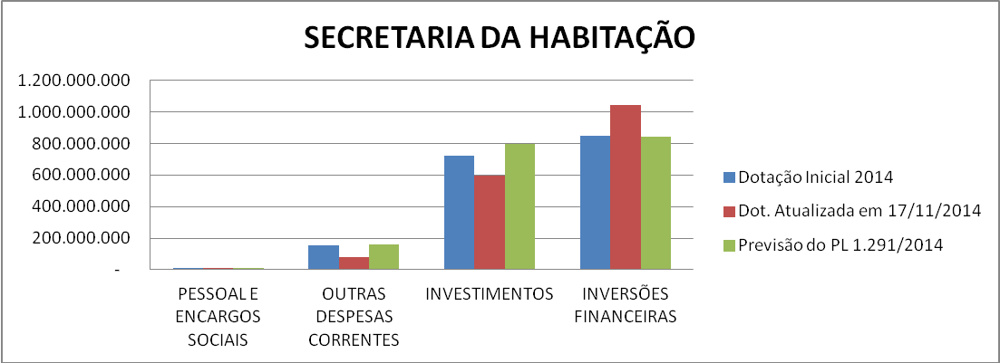 SECRETARIA DA HABITAÇÃO
1.200.000.000
1.000.000.000
800.000.000
600.000.000
400.000.000
200.000.000
-
PESSOAL E
ENCARGOS
SOCIAIS
OUTRAS
DESPESAS
CORRENTES
INVESTIMENTOS
INVERSÕES
FINANCEIRAS
Dotação Inicial 2014
Dot. Atualizada em 17/11/2014
Previsão do PL 1.291/2014